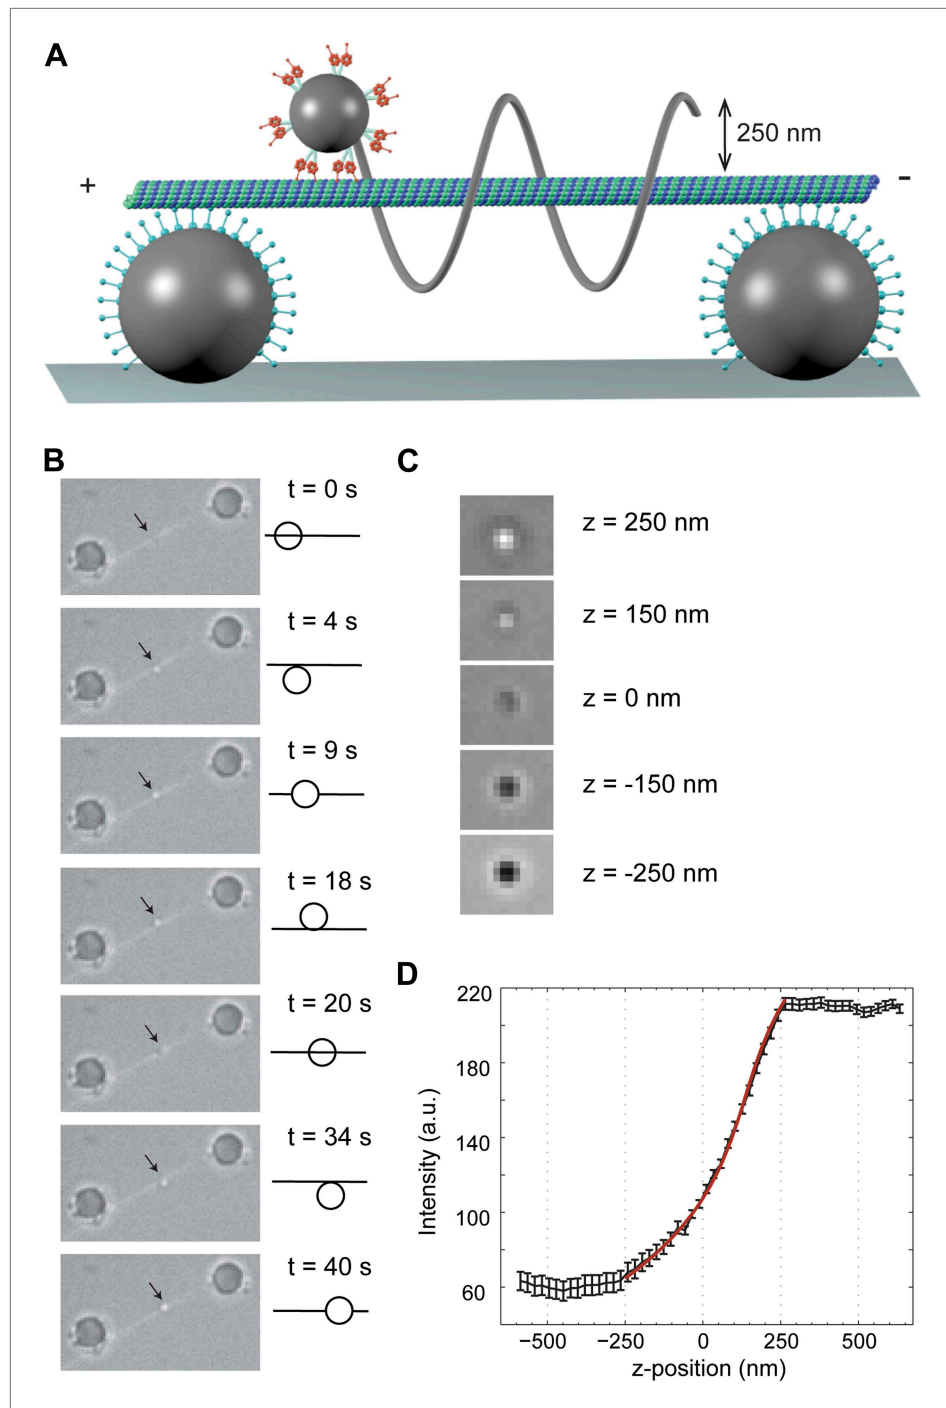 A
250 nm
+
-
B
t = 0 s
t = 4 s
t = 9 s
t = 18 s
t = 20 s
t = 34 s
t = 40 s
C
z = 250 nm
z = 150 nm
z = 0 nm
z = -150 nm
z = -250 nm
D
220
180
140
100
60
Intensity (a.u.)
−500 −250 0 250 500
z-position (nm)